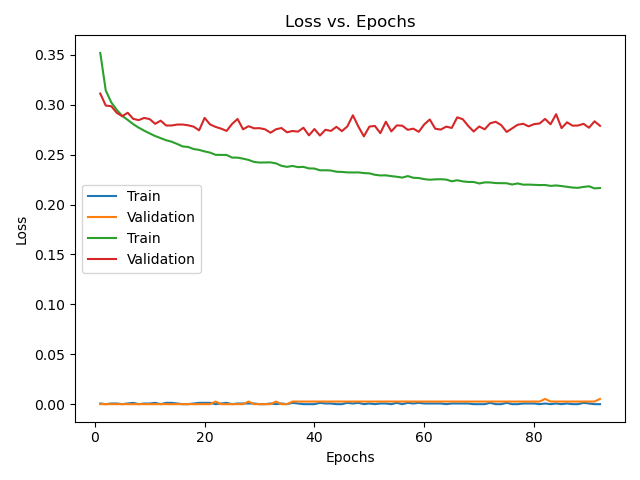 Loss vs. Epochs
0.35
0.30
0.25
0.20
0.15
0.10
0.05
0.00
Loss
Train
Validation
Train
Validation
0
20
40
60
80
Epochs